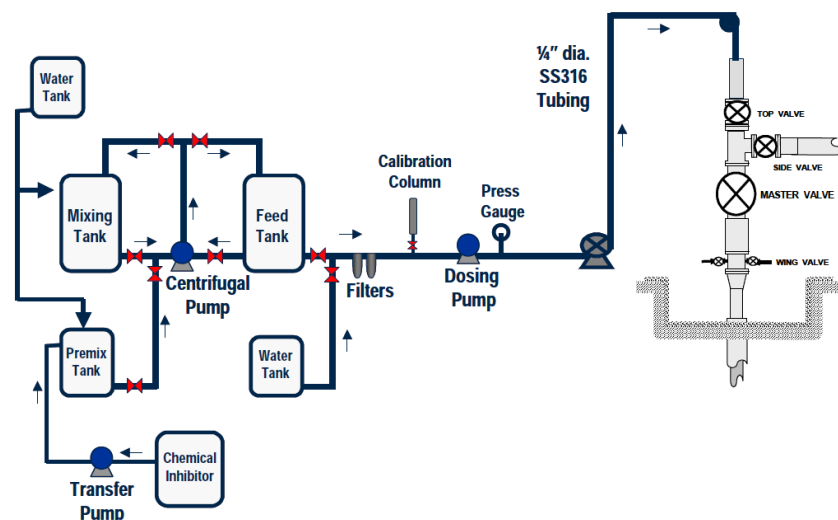 Water
Tank
¼" dia.
SS316
Tubing
TOP VALVE
SIDE VALVE
Calibration
Column
Press
Gauge
Mixing
Tank
Feed
Tank
MASTER VALVE
Centrifugal
Pump
Filters
Dosing
Pump
WING VALVE
Premix
Tank
Water
Tank
Chemical
Inhibitor
Transfer
Pump